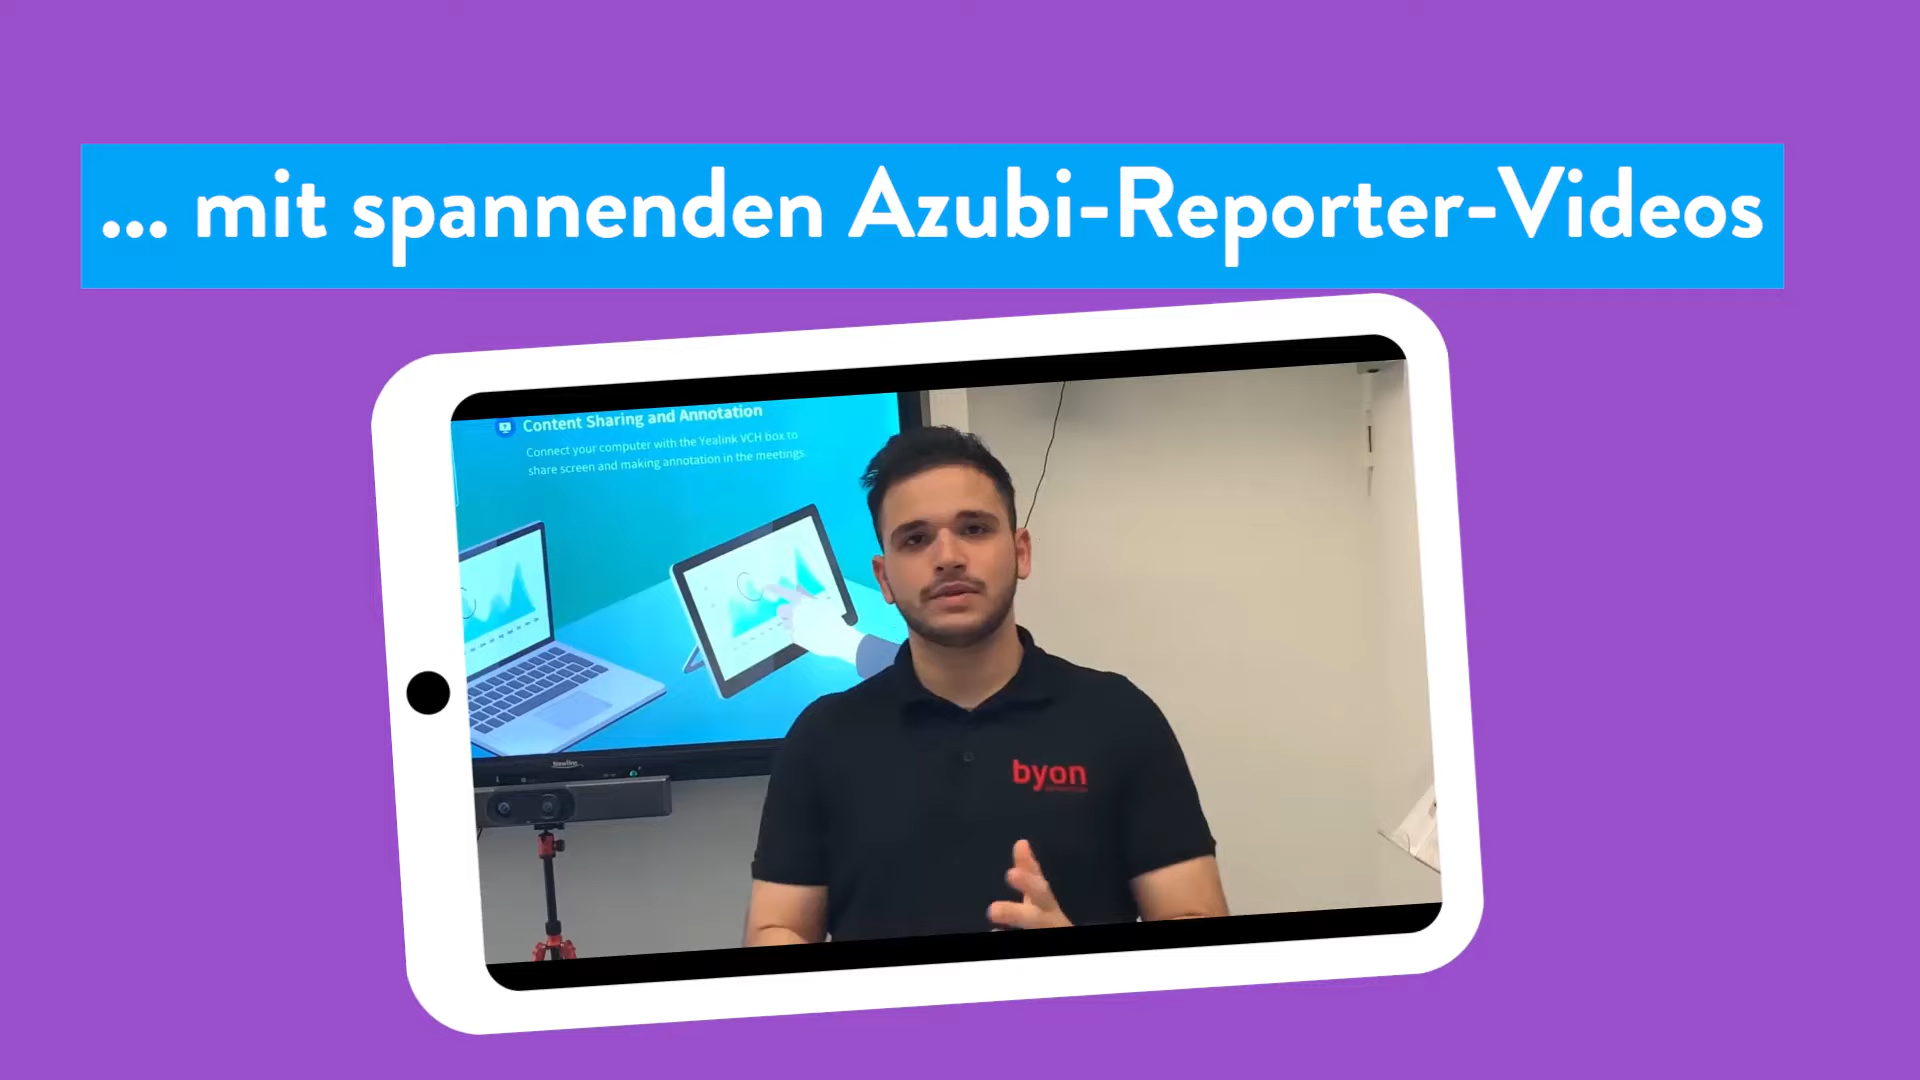 ... mit spannenden Azubi-Reporter-Videos
Content Sharing and Annotation
Connect your computer with the Yealink VCH box to
share screen and making annotation in the meetings.
Newline
byon